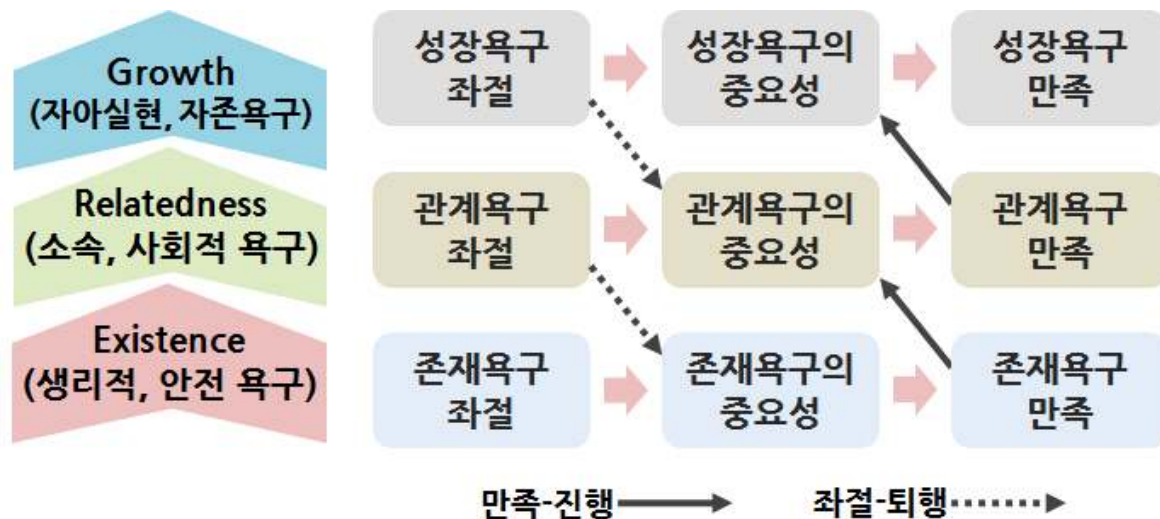 Growth
(자아실현, 자존욕구)
Relatedness
(소속, 사회적 욕구)
Existence
(생리적, 안전 욕구)
성장욕구
좌절
성장욕구의
중요성
성장욕구
만족
관계욕구
좌절
관계욕구의
중요성
관계욕구
만족
존재욕구
좌절
존재욕구의
중요성
존재욕구
만족
만족-진행
좌절-퇴행